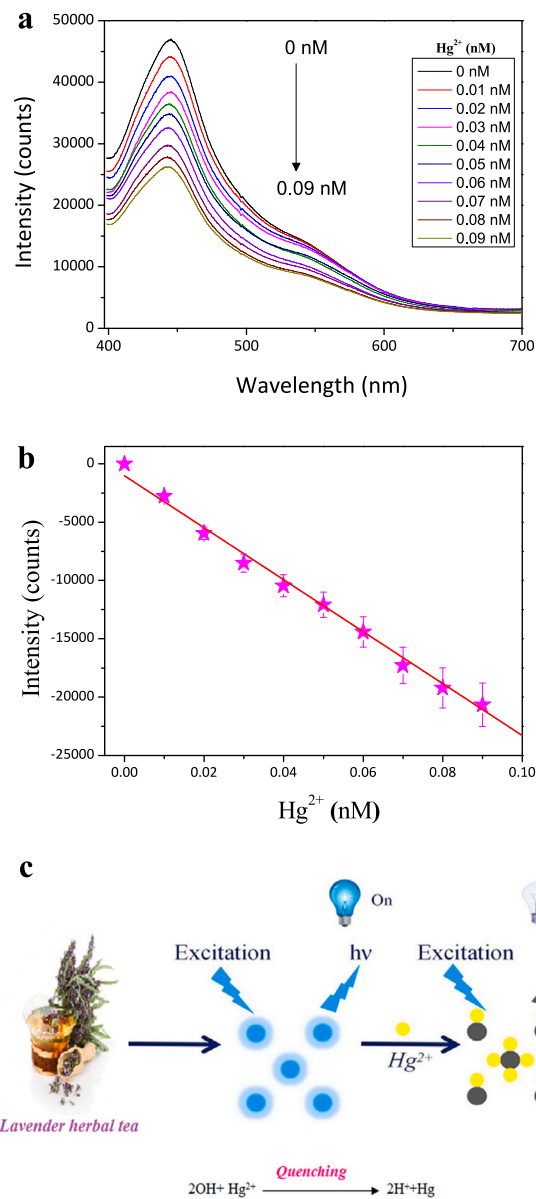 a
50000
40000
30000
20000
10000
0
Intensity (counts)
400
500
600
700
Wavelength (nm)
0 nM
0.09 nM
Hg²⁺ (nM)
0 nM
0.01 nM
0.02 nM
0.03 nM
0.04 nM
0.05 nM
0.06 nM
0.07 nM
0.08 nM
0.09 nM
b
0
-5000
-10000
-15000
-20000
-25000
Intensity (counts)
0.00
0.02
0.04
0.06
0.08
0.10
Hg²⁺ (nM)
c
On
Excitation
hν
Excitation
Hg²⁺
Lavender herbal tea
Quenching
2OH+ Hg²⁺
2H⁺+Hg